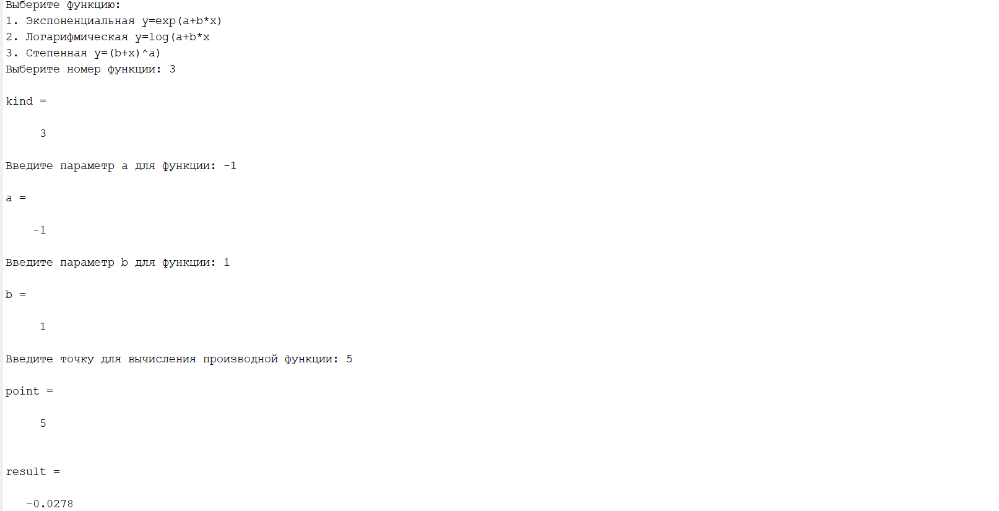 Выберите функцию:
1. Экспоненциальная y=exp(a+b*x)
2. Логарифмическая y=log(a+b*x
3. Степенная y=(b+x)^a)
Выберите номер функции: 3
kind =
3
Введите параметр a для функции: -1
a =
-1
Введите параметр b для функции: 1
b =
1
Введите точку для вычисления производной функции: 5
point =
5
result =
-0.0278